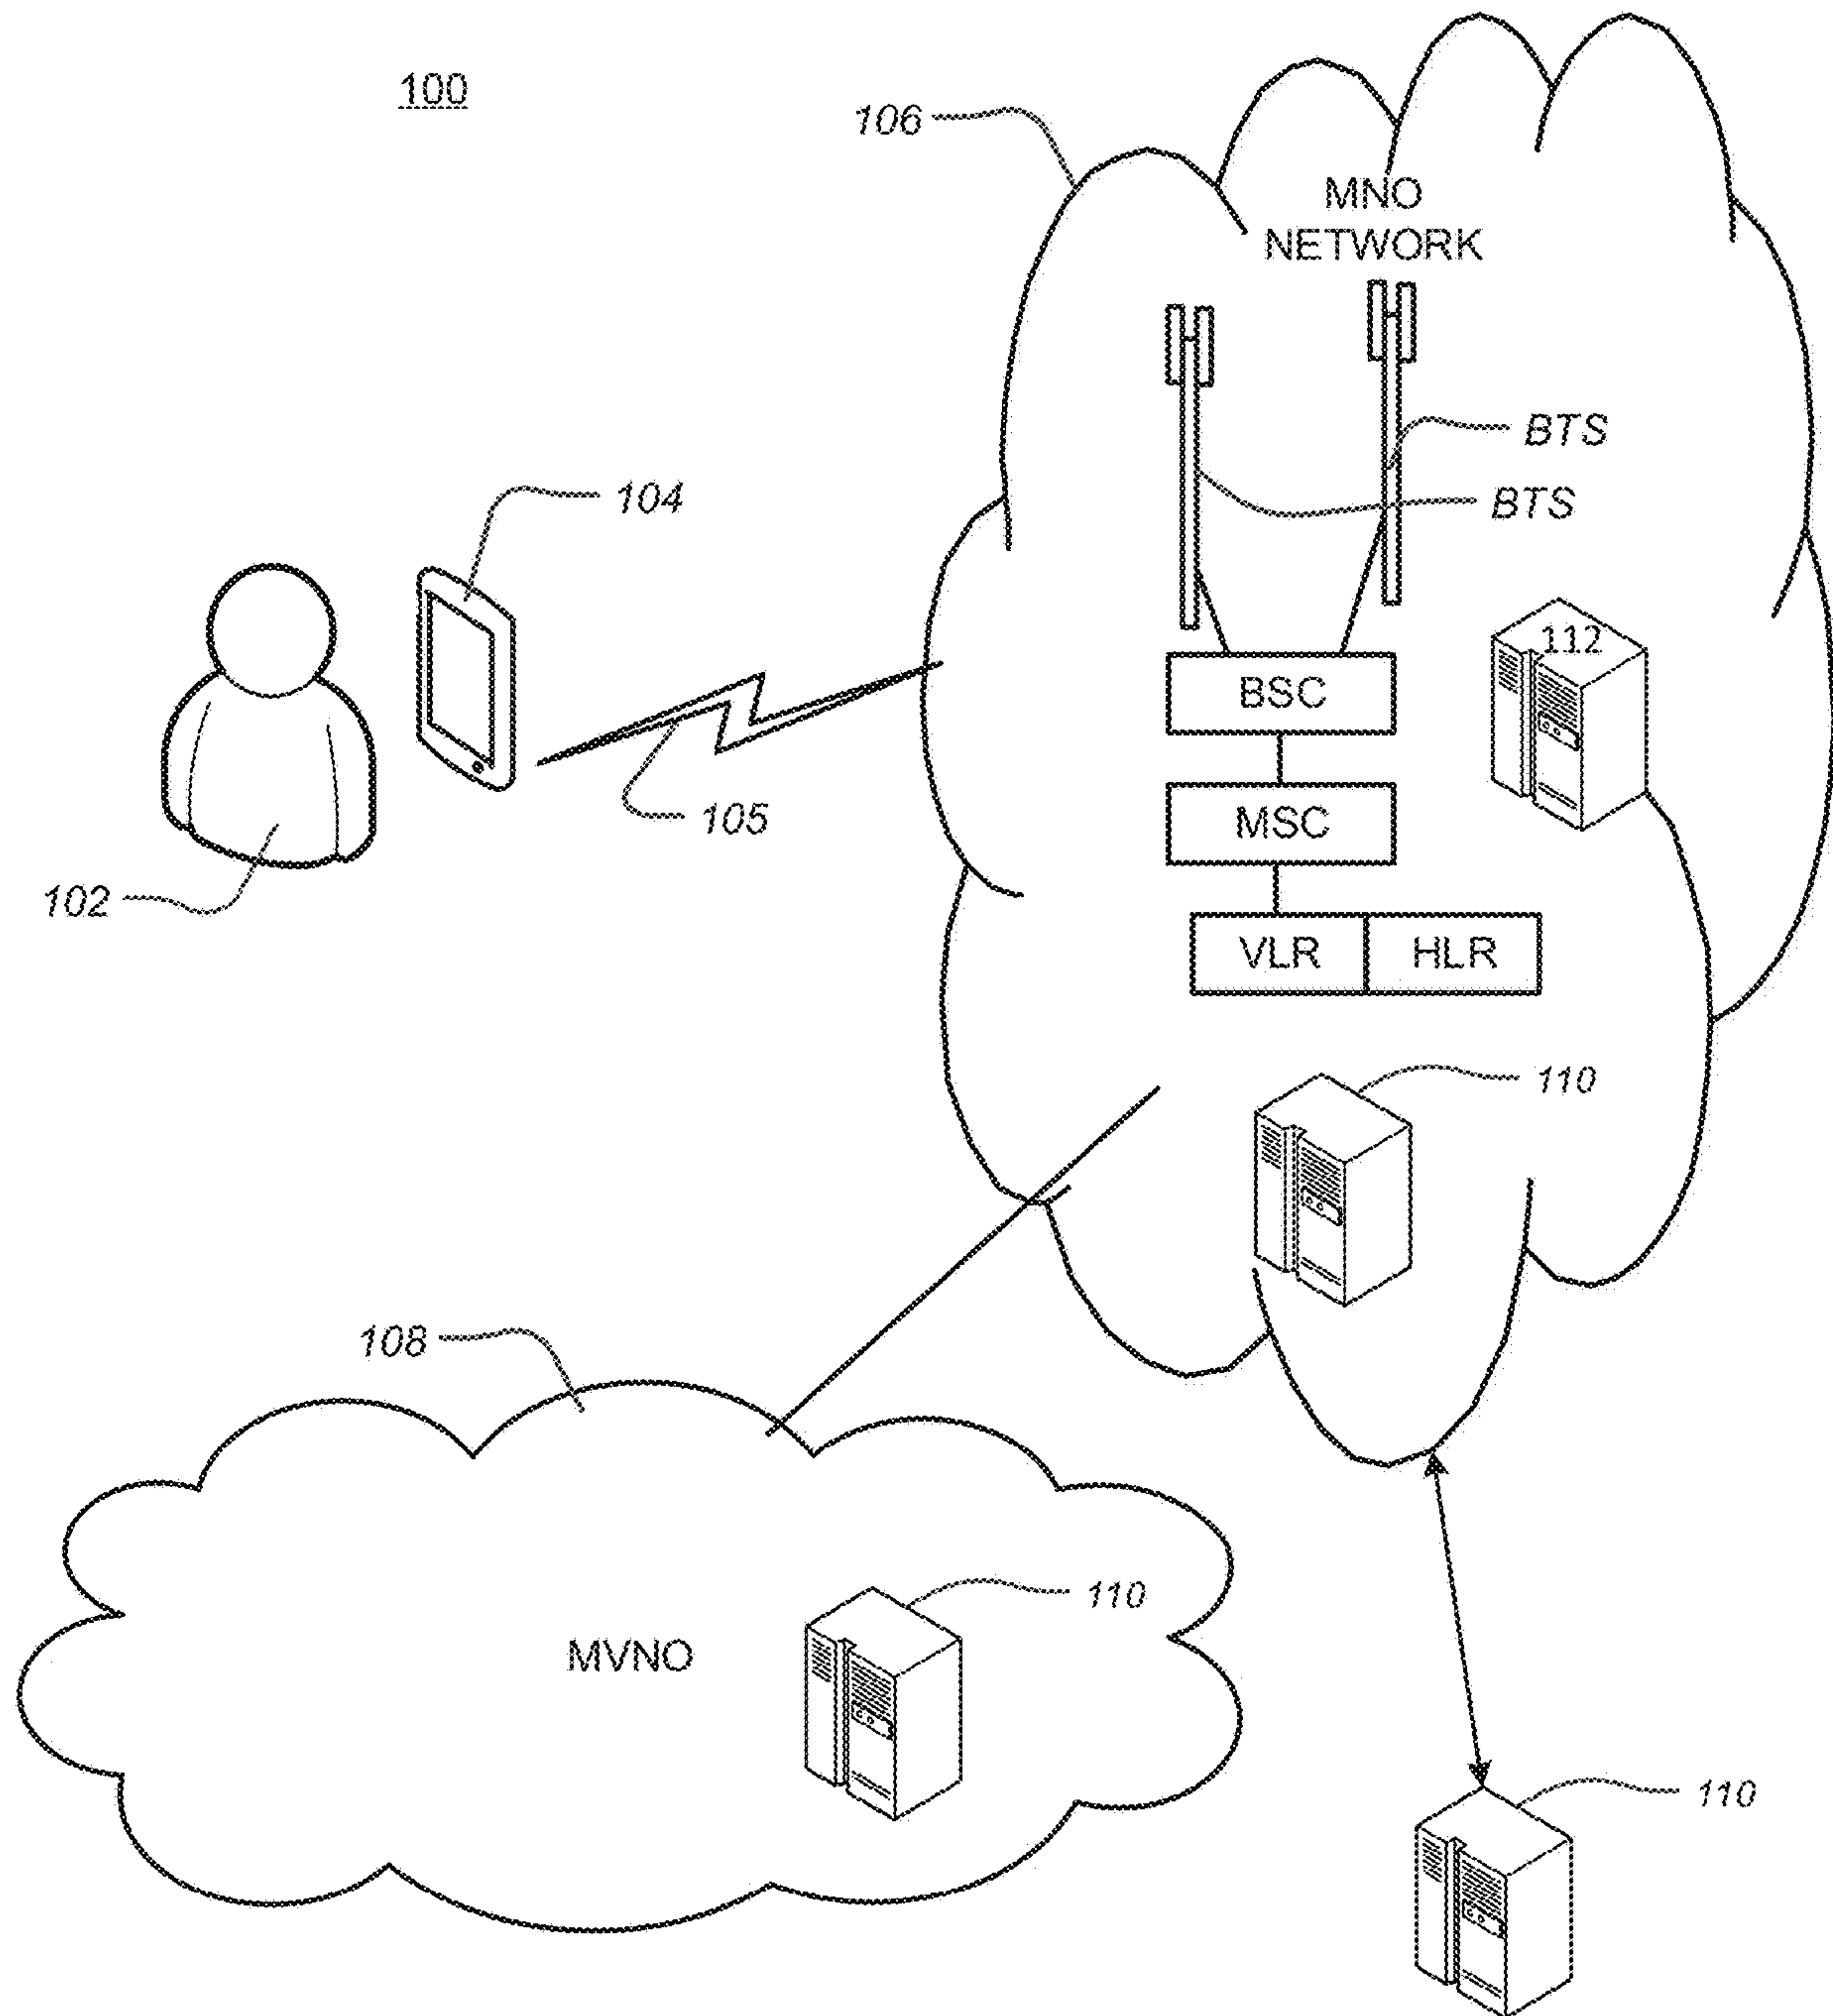 100
106
MNO
NETWORK
BTS
BTS
104
112
BSC
105
MSC
102
VLR
HLR
110
108
110
MVNO
110